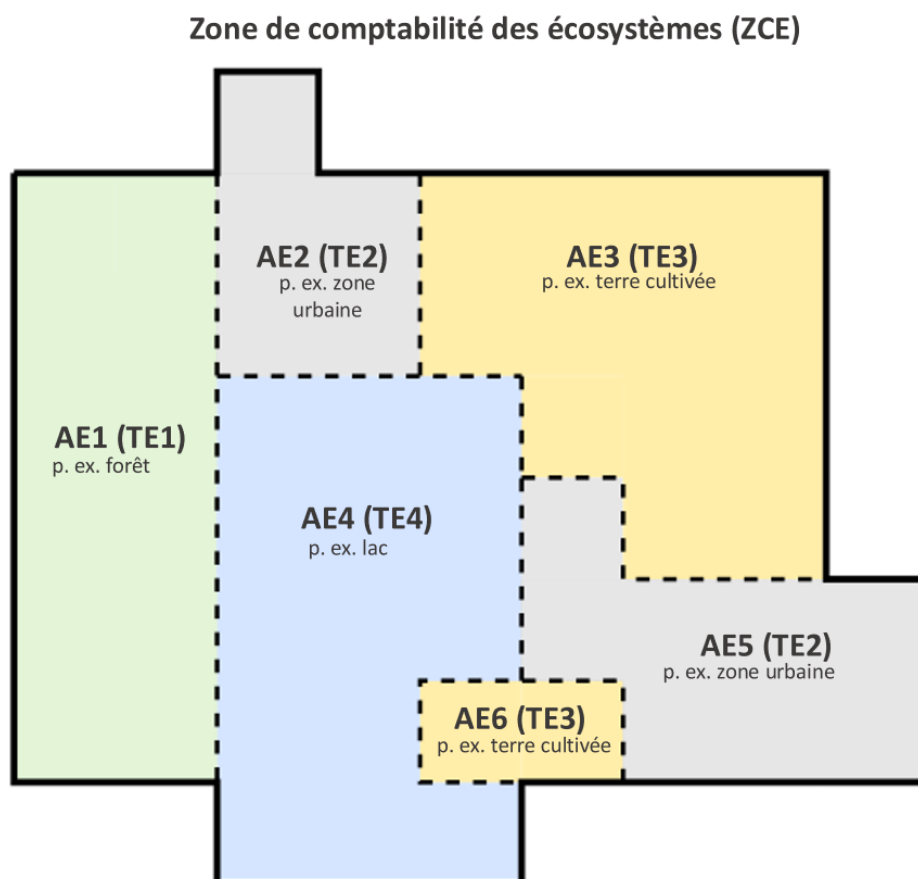 Zone de comptabilité des écosystèmes (ZCE)
AE2 (TE2)
p. ex. zone
urbaine
AE3 (TE3)
p. ex. terre cultivée
AE1 (TE1)
p. ex. forêt
AE4 (TE4)
p. ex. lac
AE5 (TE2)
p. ex. zone urbaine
AE6 (TE3)
p. ex. terre cultivée